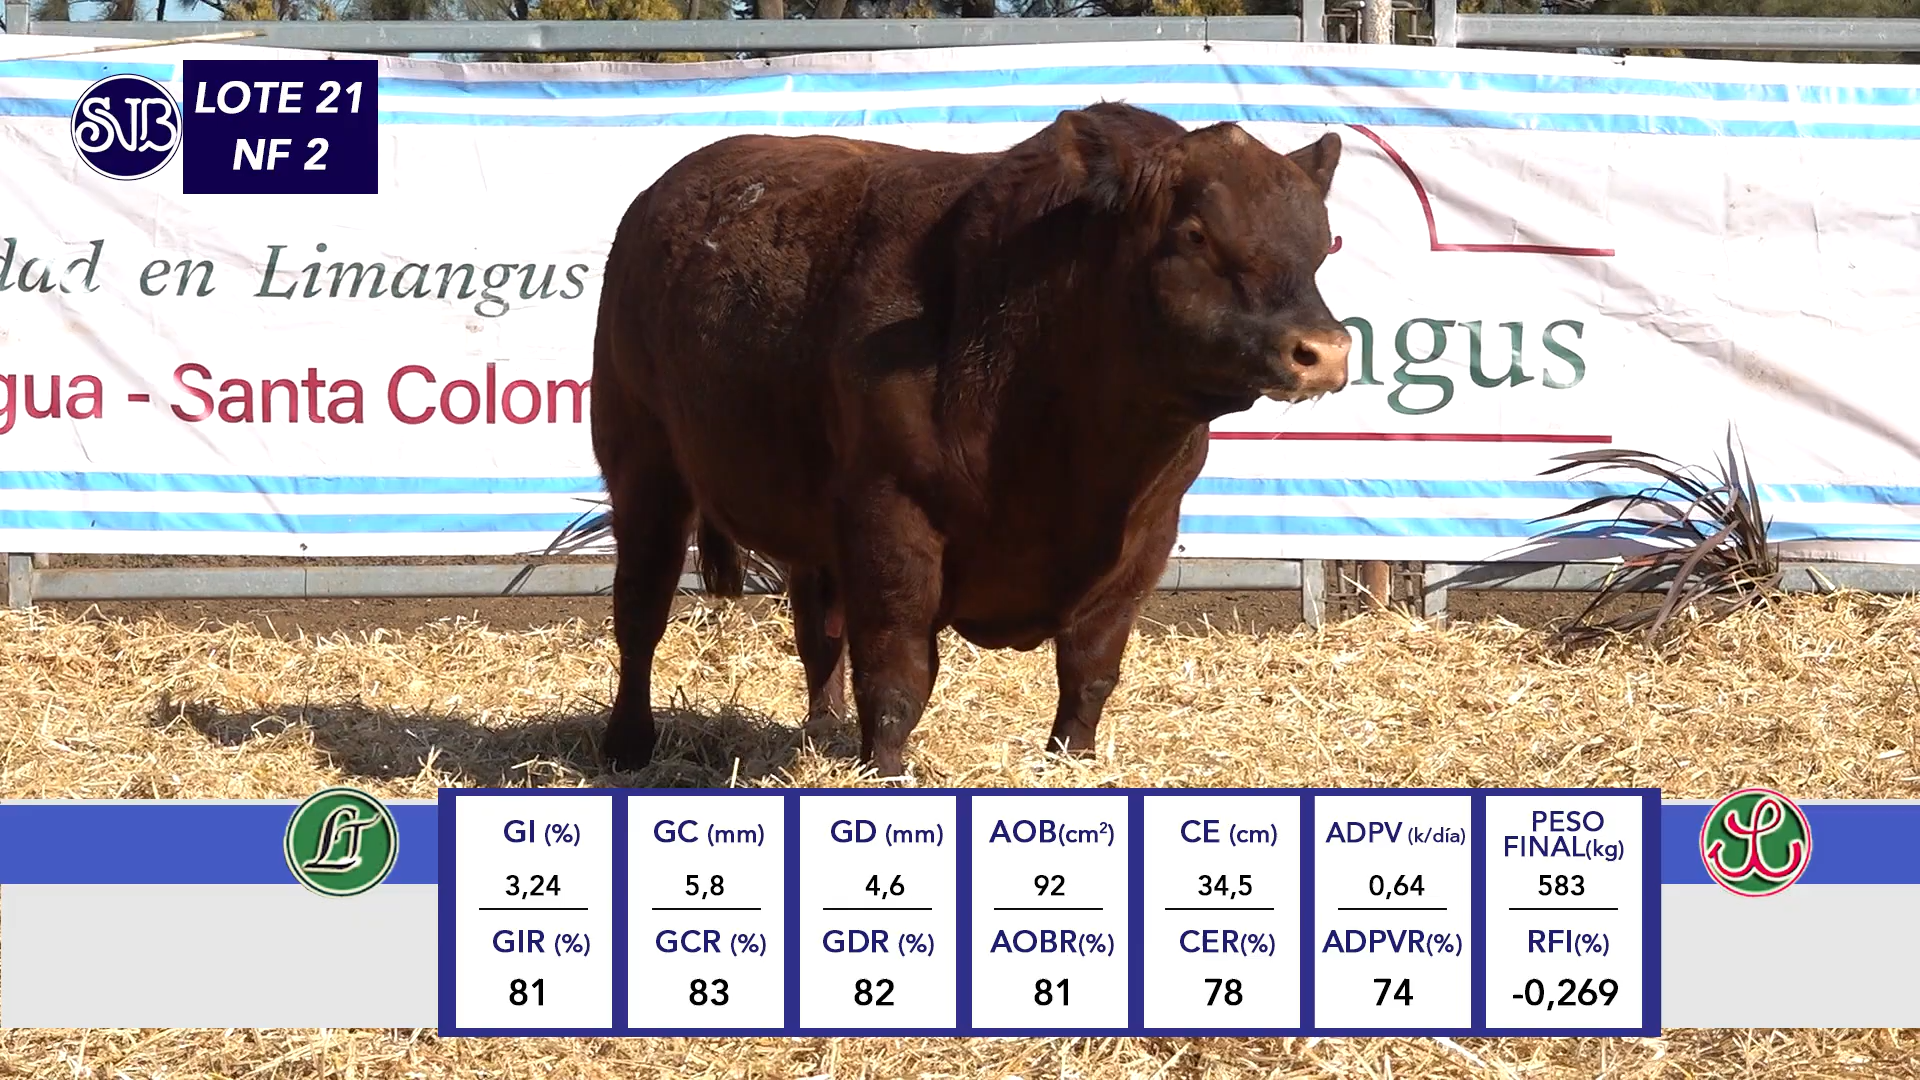 SJB
LOTE 21
NF 2
dad en Limangus
gua - Santa Colom
ngus
LT
GI (%)
3,24
GIR (%)
81
GC (mm)
5,8
GCR (%)
83
GD (mm)
4,6
GDR (%)
82
AOB(cm²)
92
AOBR(%)
81
CE (cm)
34,5
CER(%)
78
ADPV (k/día)
0,64
ADPVR(%)
74
PESO
FINAL(kg)
583
RFI(%)
-0,269